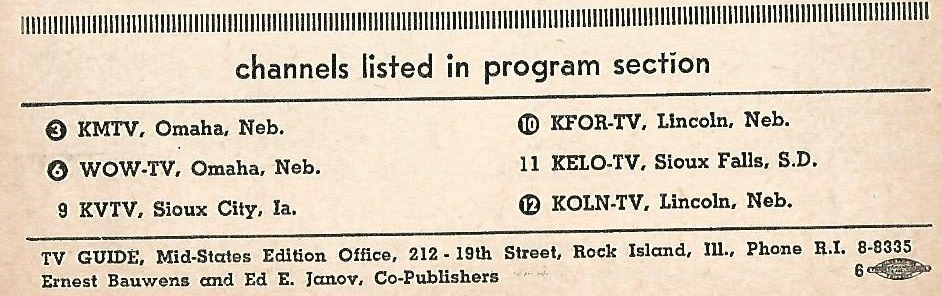 channels listed in program section
3 KMTV, Omaha, Neb.
6 WOW-TV, Omaha, Neb.
9 KVTV, Sioux City, Ia.
10 KFOR-TV, Lincoln, Neb.
11 KELO-TV, Sioux Falls, S.D.
12 KOLN-TV, Lincoln, Neb.
TV GUIDE, Mid-States Edition Office, 212 - 19th Street, Rock Island, Ill., Phone R.I. 8-8335
Ernest Bauwens and Ed E. Janov, Co-Publishers
6